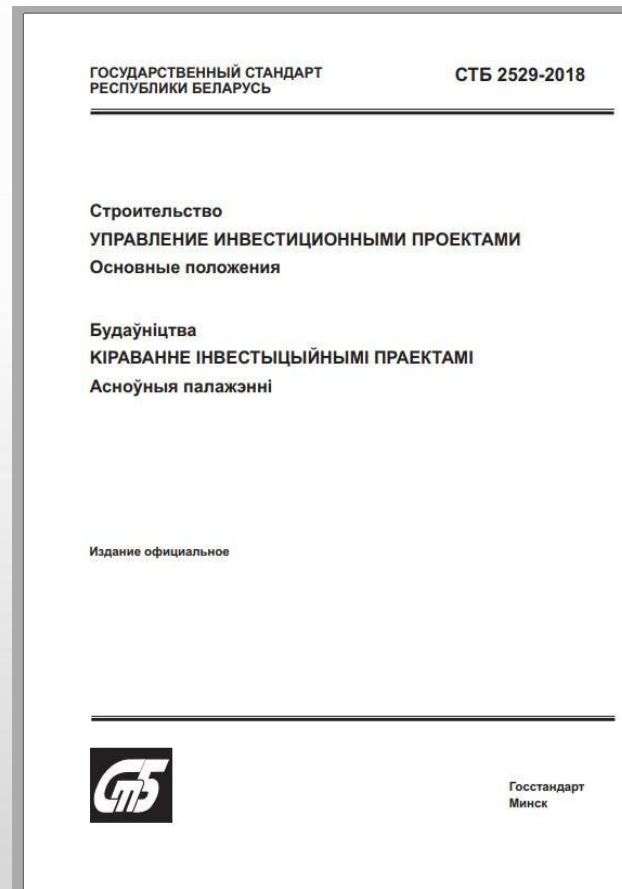 ГОСУДАРСТВЕННЫЙ СТАНДАРТ
РЕСПУБЛИКИ БЕЛАРУСЬ
СТБ 2529-2018
Строительство
УПРАВЛЕНИЕ ИНВЕСТИЦИОННЫМИ ПРОЕКТАМИ
Основные положения
Будаўніцтва
КІРАВАННЕ ІНВЕСТЫЦЫЙНЫМІ ПРАЕКТАМІ
Асноўныя палажэнні
Издание официальное
СТБ
Госстандарт
Минск